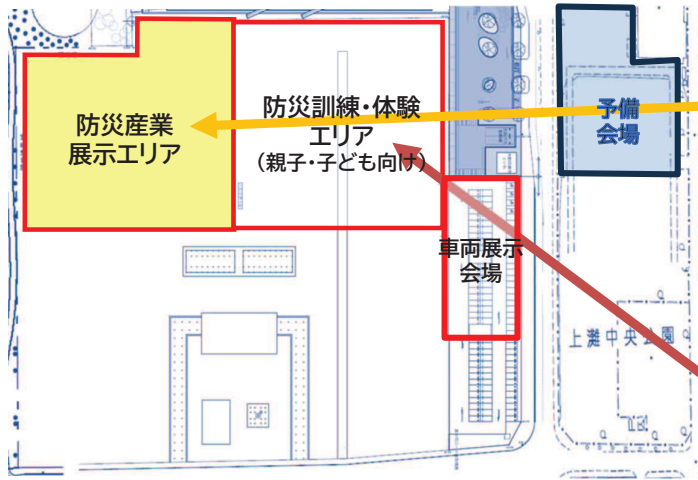 防災産業
展示エリア
防災訓練・体験
エリア
（親子・子ども向け）
予備
会場
車両展示
会場
上灘中央公園